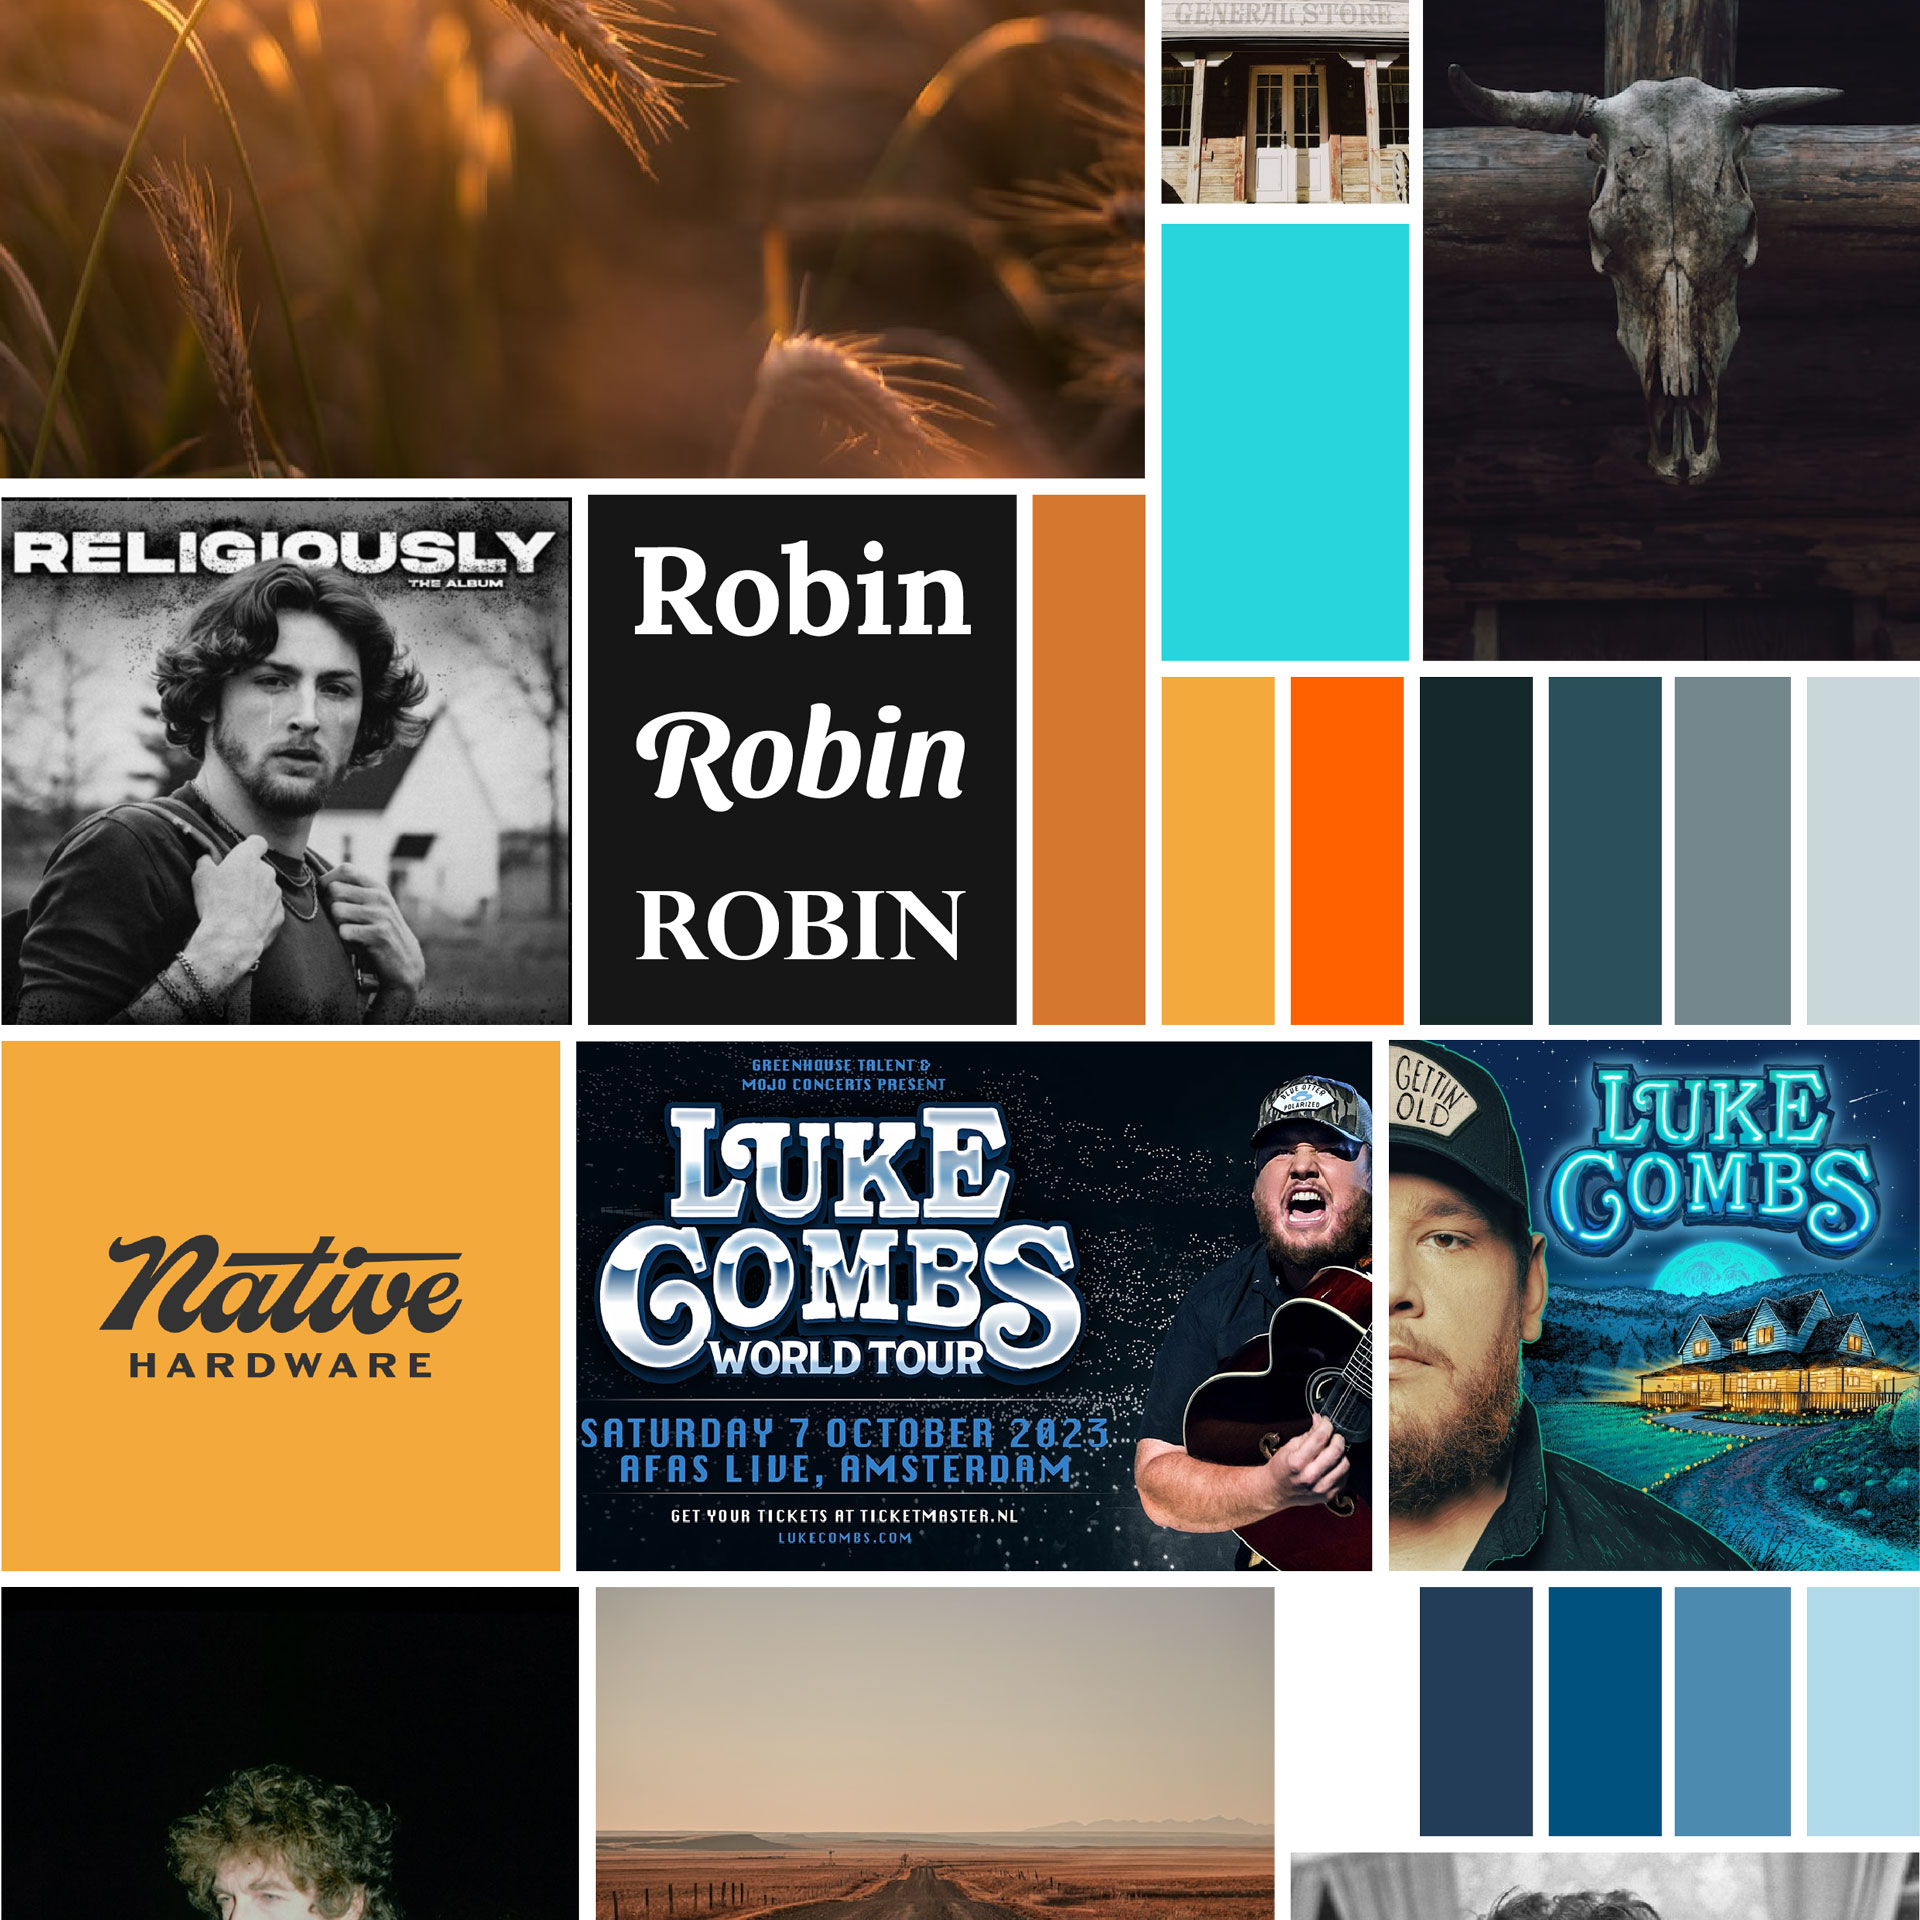 GENERAL STORE
RELIGIOUSLY
THE ALBUM
Robin
Robin
ROBIN
Native
HARDWARE
GREENHOUSE TALENT &
MOJO CONCERTS PRESENT
LUKE
COMBS
WORLD TOUR
SATURDAY 7 OCTOBER 2023
AFAS LIVE, AMSTERDAM
GET YOUR TICKETS AT TICKETMASTER.NL
LUKECOMBS.COM
BLUE OTTER
POLARIZED
GETTIN'
OLD
LUKE
COMBS